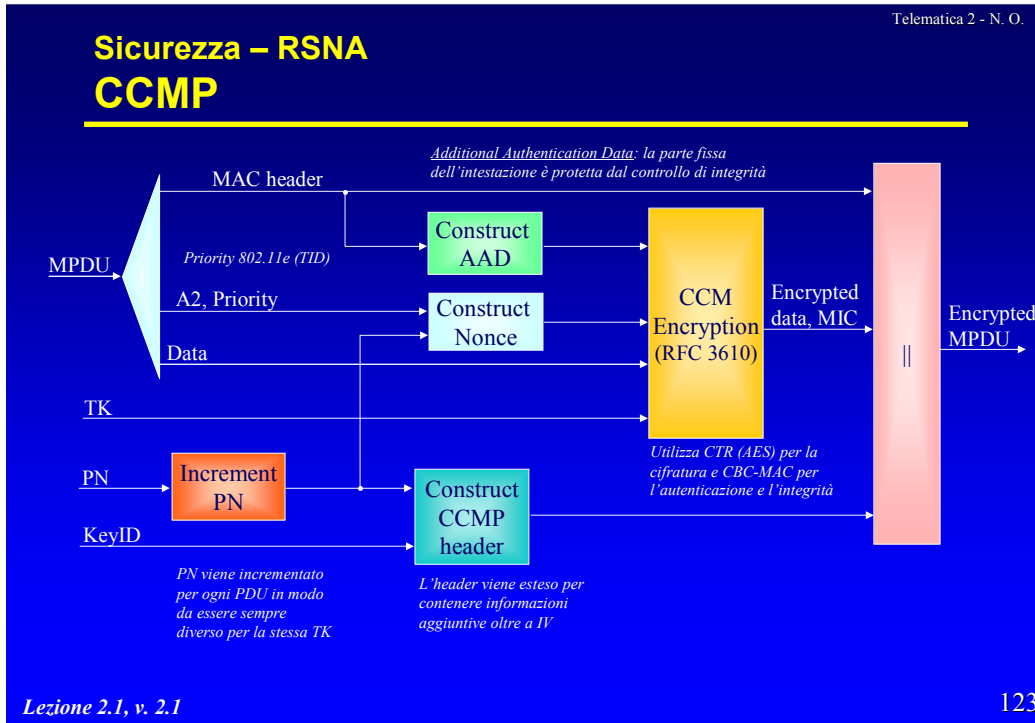 Telematica 2 - N. O.
Sicurezza – RSNA
CCMP
Additional Authentication Data: la parte fissa
dell'intestazione è protetta dal controllo di integrità
MAC header
Construct
AAD
MPDU
Priority 802.11e (TID)
A2, Priority
Construct
Nonce
CCM
Encryption
(RFC 3610)
Encrypted
data, MIC
||
Encrypted
MPDU
Data
TK
Utilizza CTR (AES) per la
cifratura e CBC-MAC per
l'autenticazione e l'integrità
PN
Increment
PN
Construct
CCMP
header
KeyID
PN viene incrementato
per ogni PDU in modo
da essere sempre
diverso per la stessa TK
L'header viene esteso per
contenere informazioni
aggiuntive oltre a IV
Lezione 2.1, v. 2.1
123